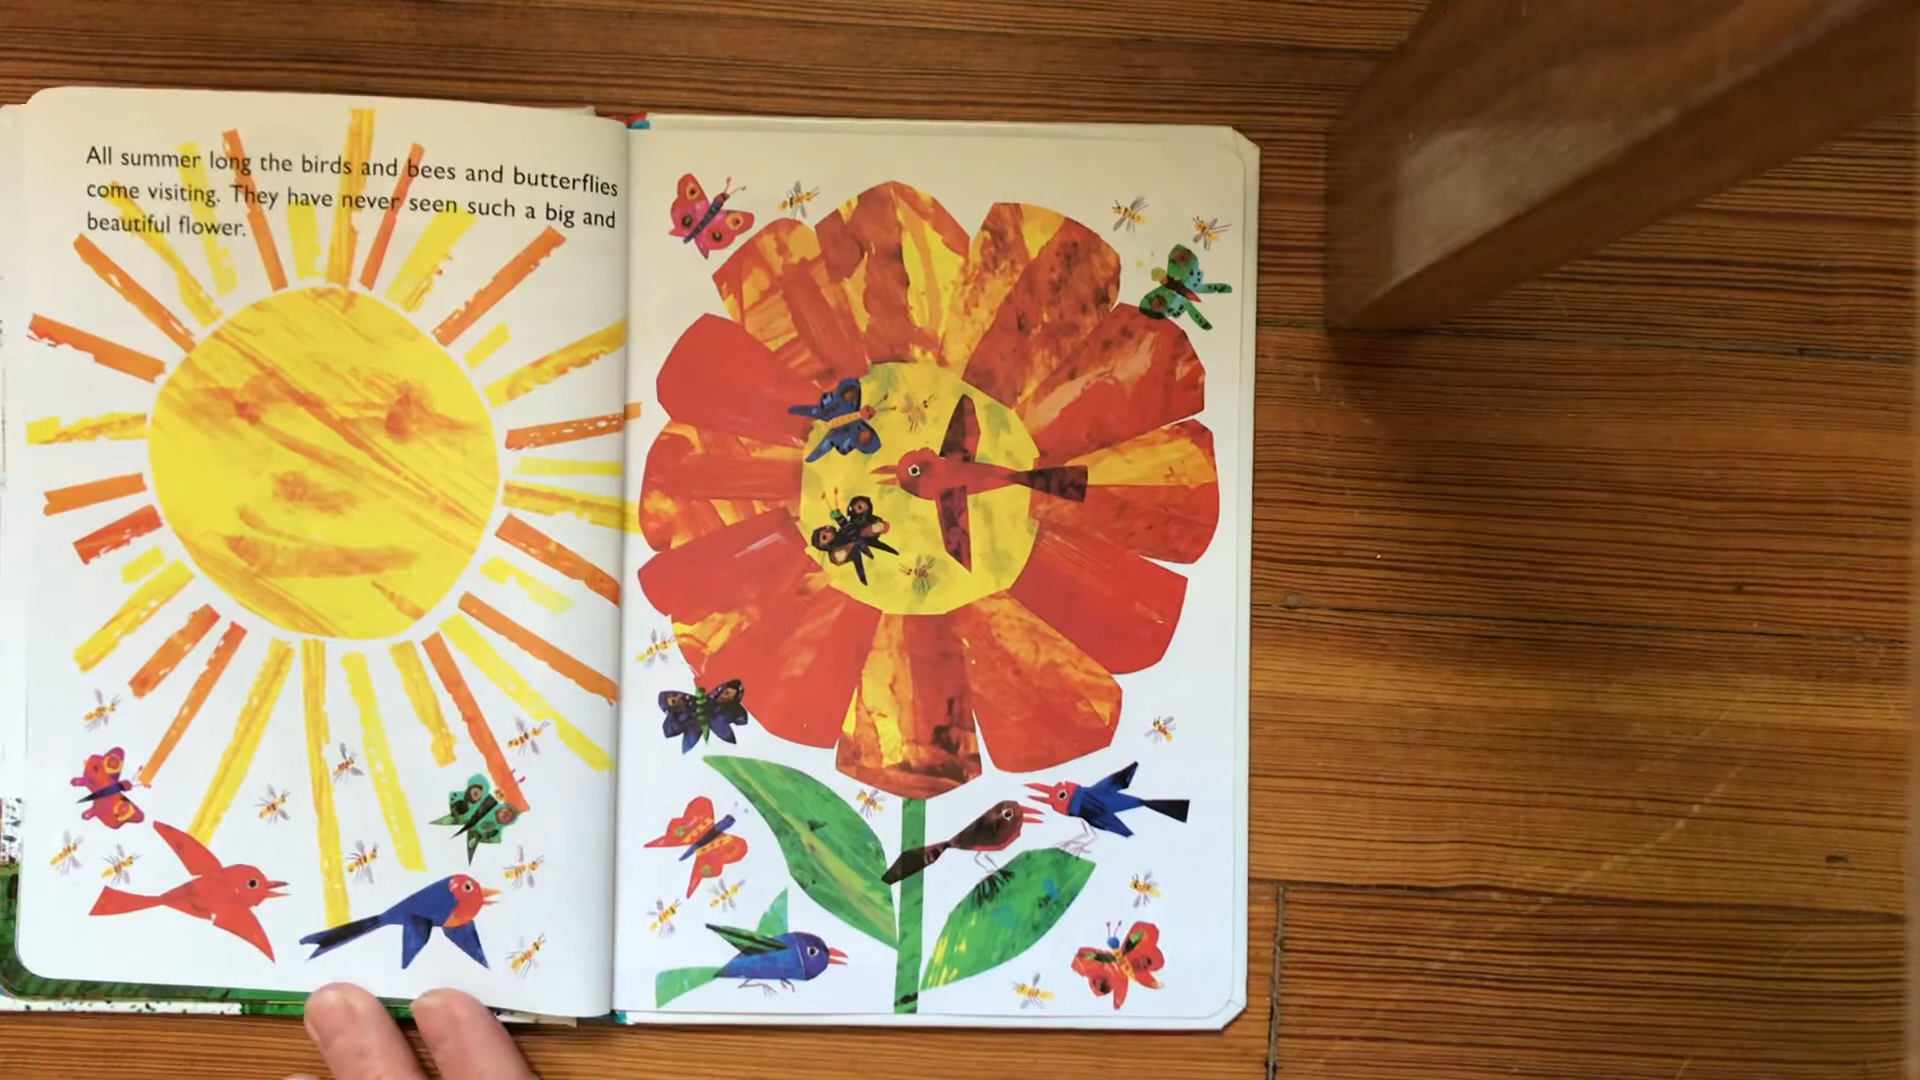 All summer long the birds and bees and butterflies
come visiting. They have never seen such a big and
beautiful flower.